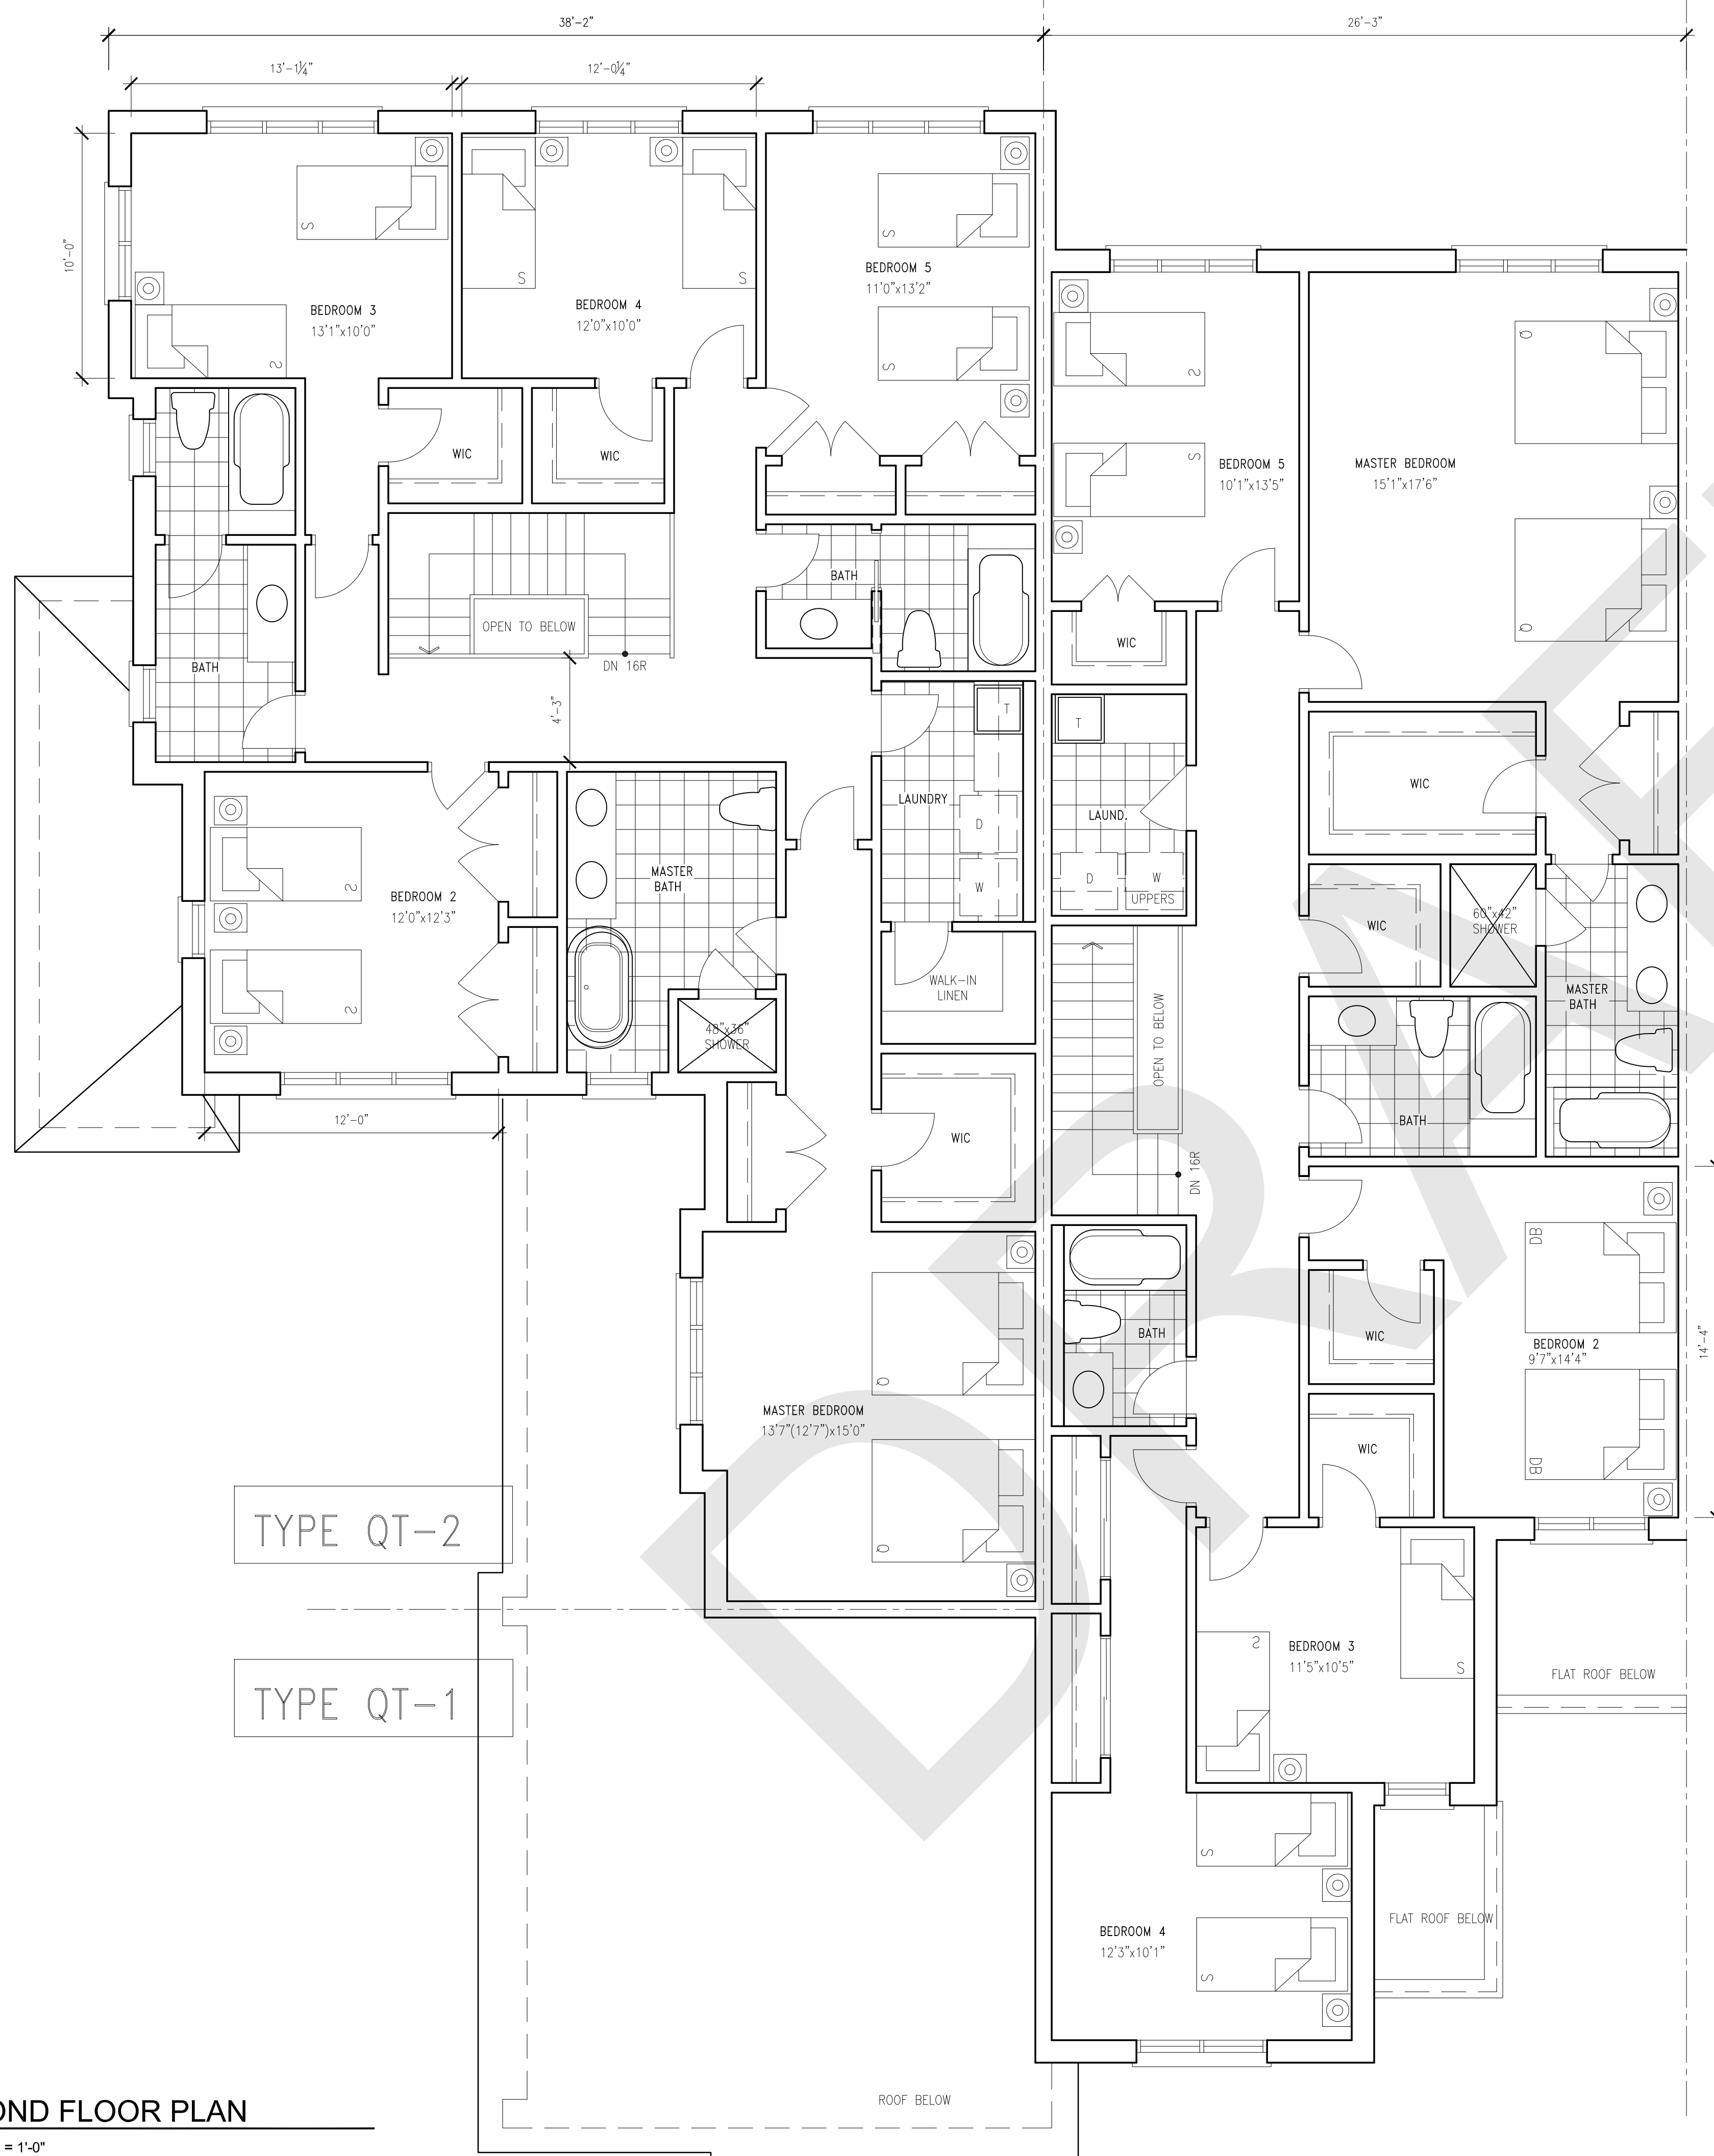 38'-2"
26'-3"
13'-1¼"
12'-0¼"
10'-0"
BEDROOM 3
13'1"x10'0"
S
S
BEDROOM 4
12'0"x10'0"
S
S
BEDROOM 5
11'0"x13'2"
S
S
BEDROOM 5
10'1"x13'5"
S
S
MASTER BEDROOM
15'1"x17'6"
Q
Q
WIC
WIC
BATH
OPEN TO BELOW
DN 16R
BATH
WIC
4'-3"
T
T
LAUNDRY
D
W
LAUND.
D
W
UPPERS
WIC
BEDROOM 2
12'0"x12'3"
S
S
MASTER
BATH
48"x36"
SHOWER
WALK-IN
LINEN
WIC
60"x42"
SHOWER
MASTER
BATH
OPEN TO BELOW
DN 16R
BATH
12'-0"
WIC
BATH
WIC
WIC
BEDROOM 2
9'7"x14'4"
DB
DB
14'-4"
MASTER BEDROOM
13'7"(12'7")x15'0"
Q
Q
TYPE QT-2
TYPE QT-1
BEDROOM 3
11'5"x10'5"
S
S
FLAT ROOF BELOW
BEDROOM 4
12'3"x10'1"
S
S
FLAT ROOF BELOW
ROOF BELOW
OND FLOOR PLAN
= 1'-0"
DRAF